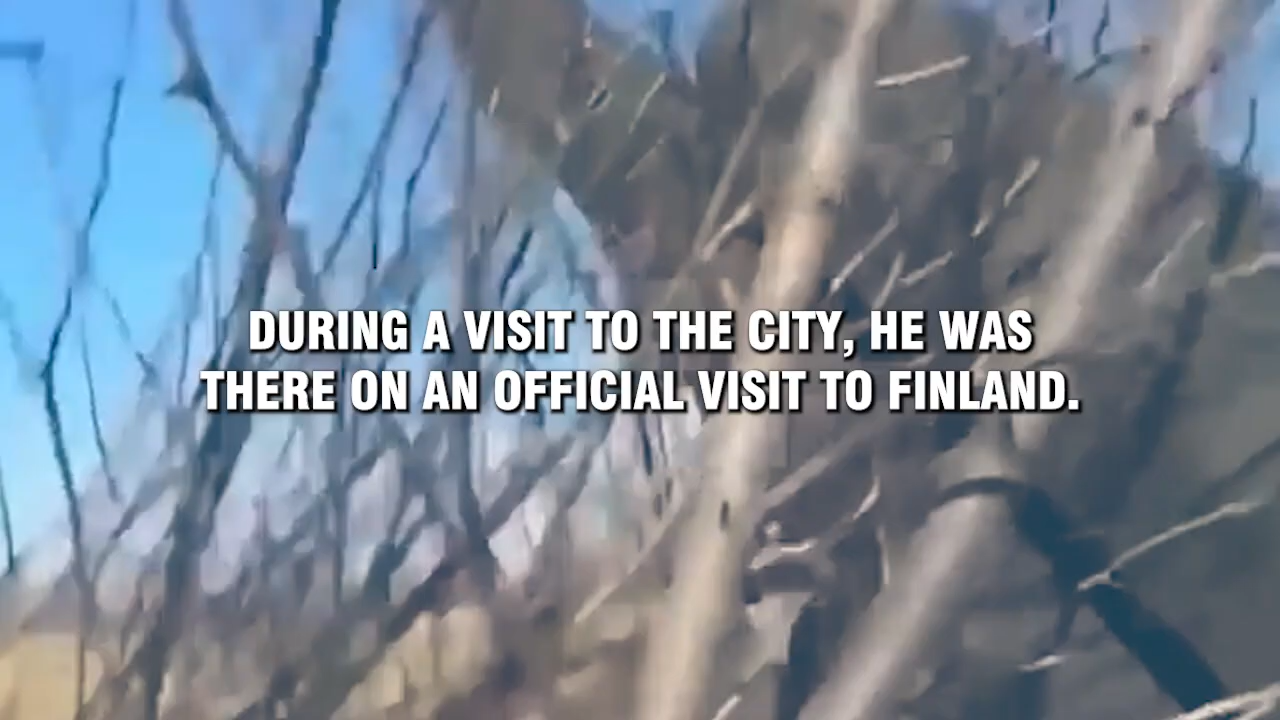 DURING A VISIT TO THE CITY, HE WAS
THERE ON AN OFFICIAL VISIT TO FINLAND.